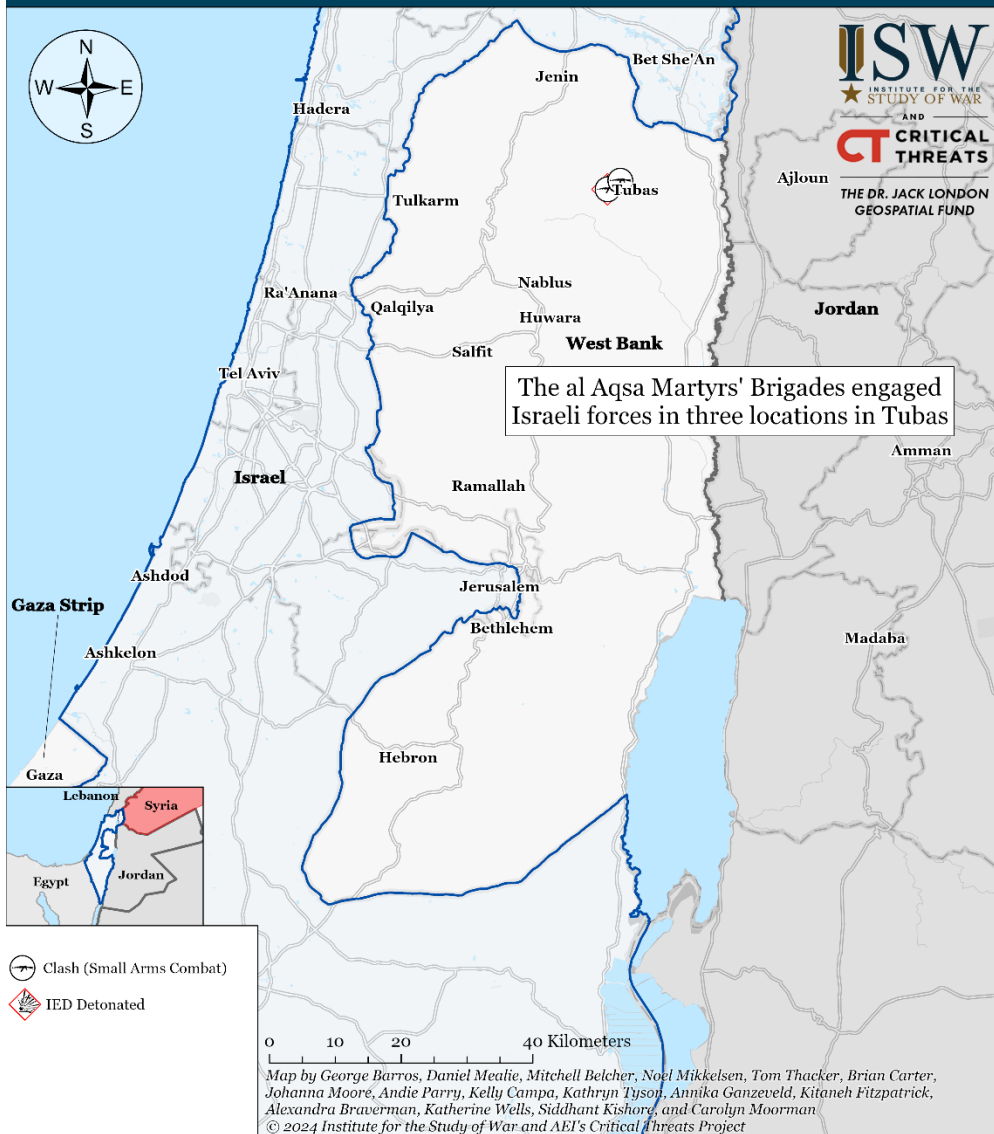 N
W E
S
ISW
INSTITUTE FOR THE
STUDY OF WAR
AND
CT CRITICAL
THREATS
THE DR. JACK LONDON
GEOSPATIAL FUND
Bet She'An
Jenin
Hadera
Ajloun
Tubas
Tulkarm
Nablus
Ra'Anana
Qalqilya
Jordan
Huwara
West Bank
Salfit
Tel Aviv
The al Aqsa Martyrs' Brigades engaged
Israeli forces in three locations in Tubas
Amman
Israel
Ramallah
Ashdod
Jerusalem
Gaza Strip
Bethlehem
Madaba
Ashkelon
Hebron
Gaza
Lebanon
Syria
Egypt
Jordan
Clash (Small Arms Combat)
IED Detonated
0 10 20 40 Kilometers
Map by George Barros, Daniel Mealie, Mitchell Belcher, Noel Mikkelsen, Tom Thacker, Brian Carter,
Johanna Moore, Andie Parry, Kelly Campa, Kathryn Tyson, Annika Ganzeveld, Kitaneh Fitzpatrick,
Alexandra Braverman, Katherine Wells, Siddhant Kishore, and Carolyn Moorman
© 2024 Institute for the Study of War and AEI's Critical Threats Project